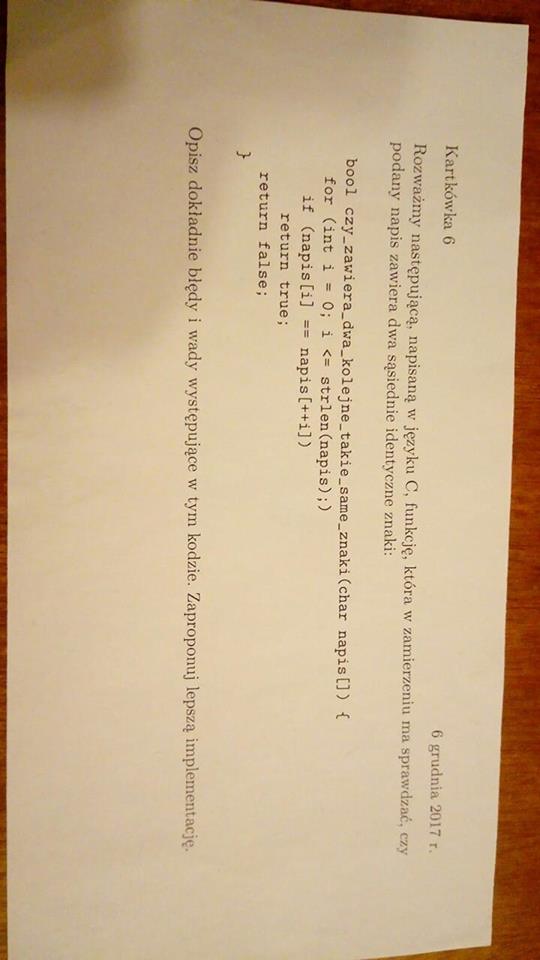 Kartkówka 6
6 grudnia 2017 r.
Rozważmy następującą, napisaną w języku C, funkcję, która w zamierzeniu ma sprawdzać, czy
podany napis zawiera dwa sąsiednie identyczne znaki:
bool czy_zawiera_dwa_kolejne_takie_same_znaki(char napis[]) {
for (int i = 0; i <= strlen(napis);)
if (napis[i] == napis[++i])
return true;
return false;
}
Opisz dokładnie błędy i wady występujące w tym kodzie. Zaproponuj lepszą implementację.